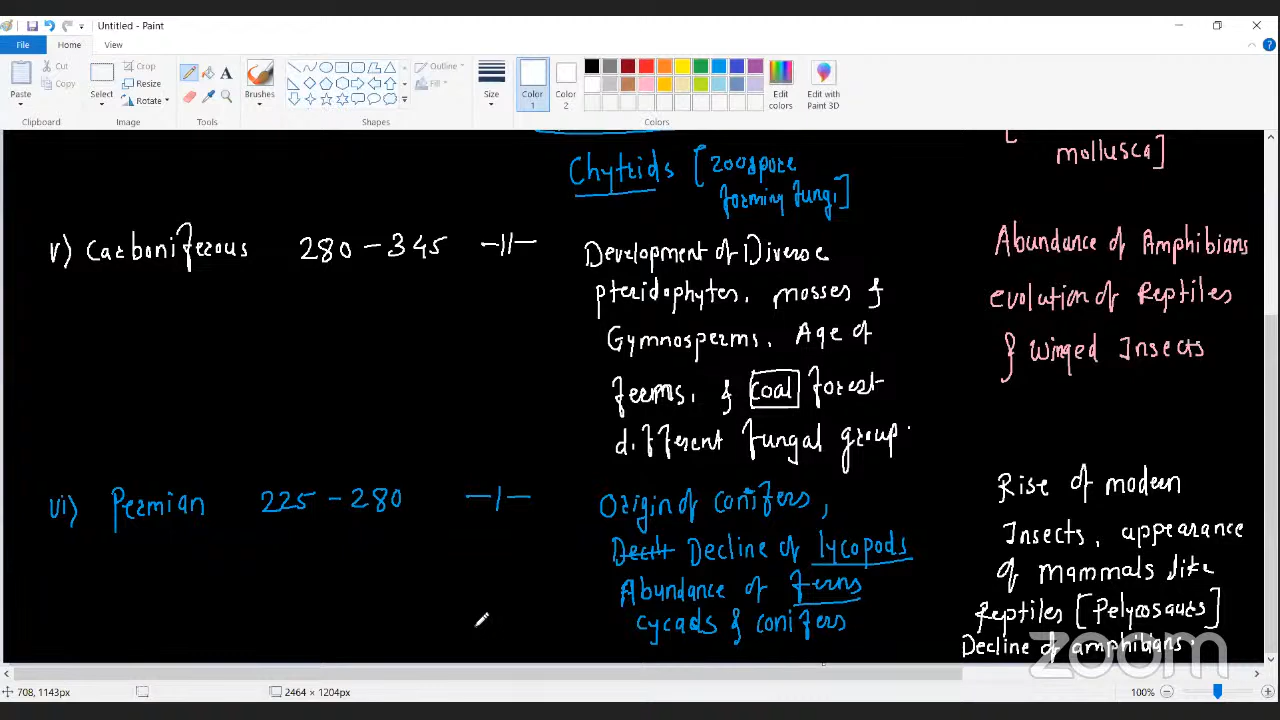 Untitled - Paint
File Home View
Cut
Copy
Paste
Clipboard
Select
Crop
Resize
Rotate
Image
Tools
Brushes
Outline
Fill
Shapes
Size
Color 1
Color 2
Edit colors
Edit with Paint 3D
Colors
[
mollusca]
Chytrids [zoospore
forming fungi]
v) Carboniferous 280 - 345 -11-
Development of Diverse
pteridophytes, mosses &
Gymnosperms. Age of
ferns, & coal forest
different fungal group.
Abundance of Amphibians
evolution of Reptiles
& Winged Insects
vi) Permian 225 - 280 -1-
Origin of conifers,
Declt Decline of lycopods
Abundance of ferns
cycads & conifers
Rise of modern
Insects, appearance
of mammals like
Reptiles [Pelycosaurs]
Decline of amphibians.
zoom
708, 1143px
2464 × 1204px
100%